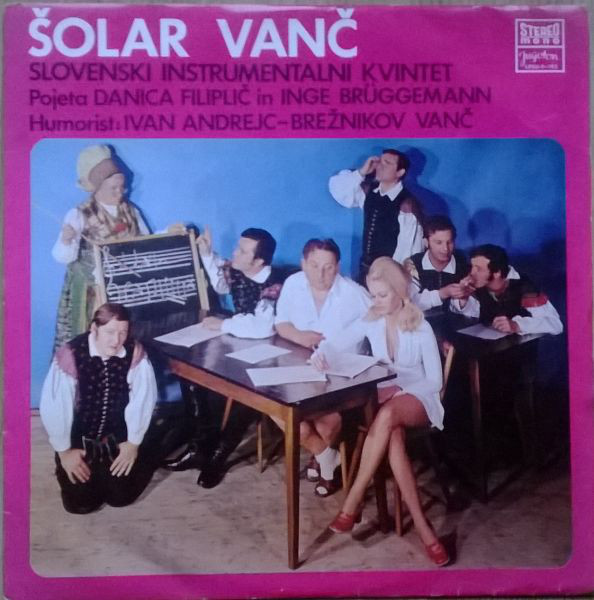 ŠOLAR VANČ
SLOVENSKI INSTRUMENTALNI KVINTET
Pojeta DANICA FILIPLIČ in INGE BRÜGGEMANN
Humorist: IVAN ANDREJC-BREŽNIKOV VANČ
STEREO
mono
Jugoton